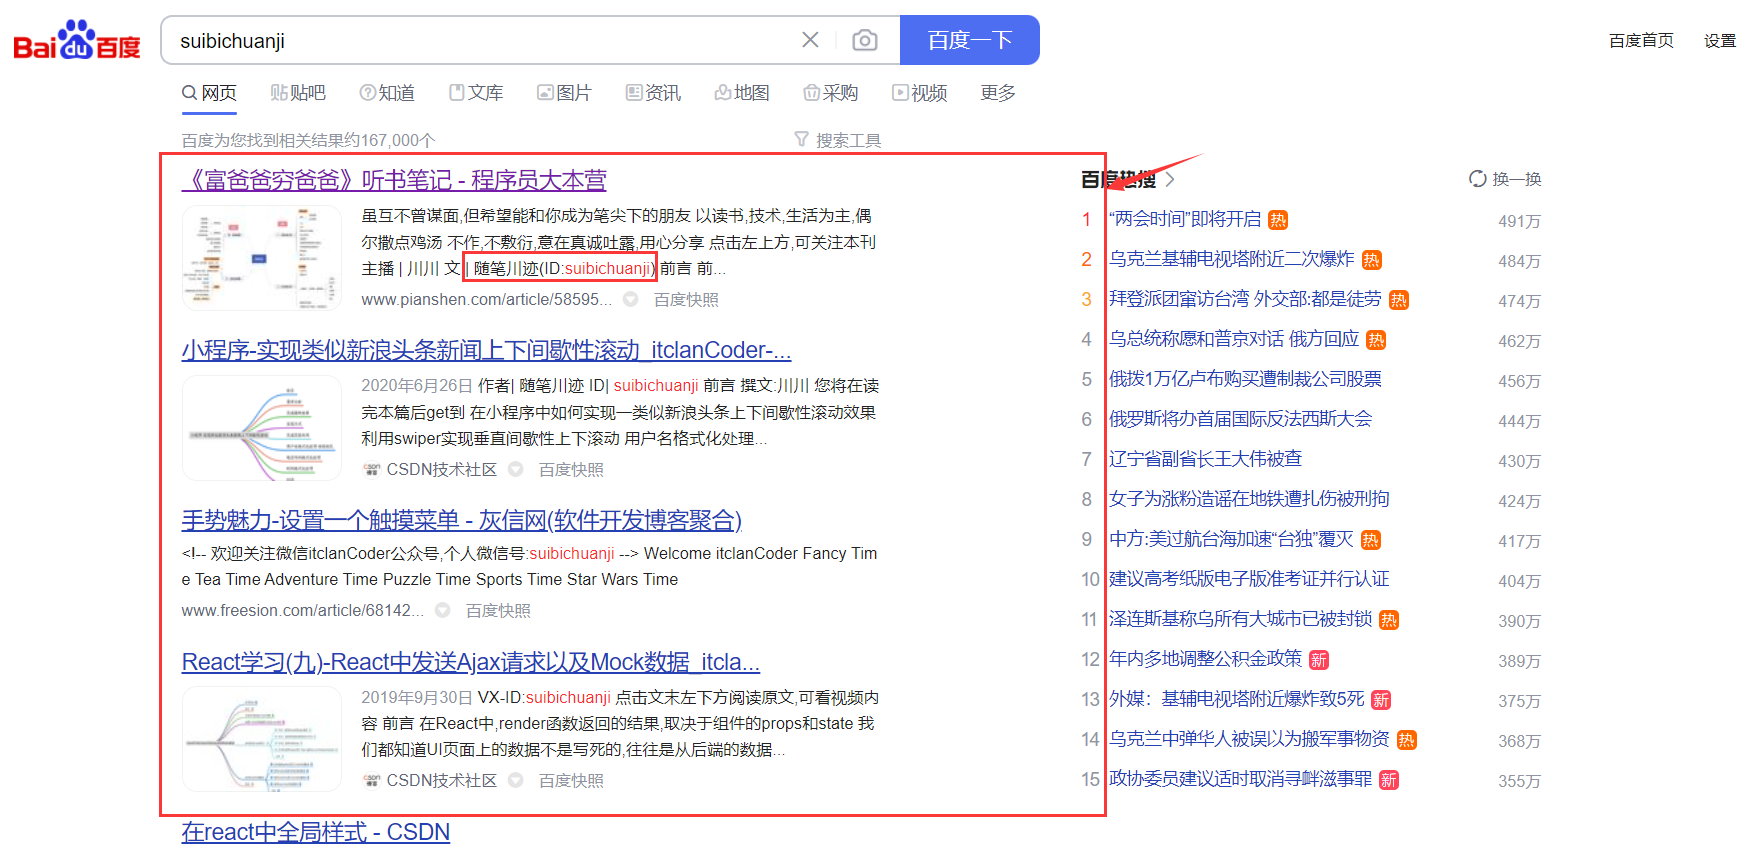 Bai du 百度
suibichuanji
百度一下
百度首页 设置
网页 贴吧 知道 文库 图片 资讯 地图 采购 视频 更多
百度为您找到相关结果约167,000个
搜索工具
《富爸爸穷爸爸》听书笔记 - 程序员大本营
虽互不曾谋面,但希望能和你成为笔尖下的朋友 以读书,技术,生活为主,偶
尔撒点鸡汤 不作,不敷衍,意在真诚吐露,用心分享 点击左上方,可关注本刊
主播 | 川川 文 | 随笔川迹(ID:suibichuanji) 前言 前...
www.pianshen.com/article/58595... 百度快照
小程序-实现类似新浪头条新闻上下间歇性滚动_itclanCoder-...
2020年6月26日 作者| 随笔川迹 ID| suibichuanji 前言 撰文:川川 您将在读
完本篇后get到 在小程序中如何实现一类似新浪头条上下间歇性滚动效果
利用swiper实现垂直间歇性上下滚动 用户名格式化处理...
CSDN技术社区 百度快照
手势魅力-设置一个触摸菜单 - 灰信网(软件开发博客聚合)
<!-- 欢迎关注微信itclanCoder公众号,个人微信号:suibichuanji --> Welcome itclanCoder Fancy Tim
e Tea Time Adventure Time Puzzle Time Sports Time Star Wars Time
www.freesion.com/article/68142... 百度快照
React学习(九)-React中发送Ajax请求以及Mock数据_itcla...
2019年9月30日 VX-ID:suibichuanji 点击文末左下方阅读原文,可看视频内
容 前言 在React中,render函数返回的结果,取决于组件的props和state 我
们都知道UI页面上的数据不是写死的,往往是从后端的数据...
CSDN技术社区 百度快照
在react中全局样式 - CSDN
百度热搜
换一换
1 “两会时间”即将开启 热 491万
2 乌克兰基辅电视塔附近二次爆炸 热 484万
3 拜登派团窜访台湾 外交部:都是徒劳 热 474万
4 乌总统称愿和普京对话 俄方回应 热 462万
5 俄拨1万亿卢布购买遭制裁公司股票 456万
6 俄罗斯将办首届国际反法西斯大会 444万
7 辽宁省副省长王大伟被查 430万
8 女子为涨粉造谣在地铁遭扎伤被刑拘 424万
9 中方:美过航台海加速“台独”覆灭 热 417万
10 建议高考纸版电子版准考证并行认证 404万
11 泽连斯基称乌所有大城市已被封锁 热 390万
12 年内多地调整公积金政策 新 389万
13 外媒：基辅电视塔附近爆炸致5死 新 375万
14 乌克兰中弹华人被误以为搬军事物资 热 368万
15 政协委员建议适时取消寻衅滋事罪 新 355万